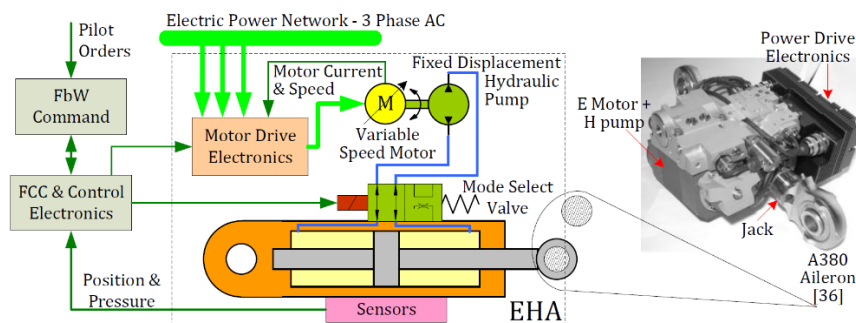 Electric Power Network - 3 Phase AC
Pilot
Orders
FbW
Command
FCC & Control
Electronics
Position &
Pressure
Motor Current
& Speed
Motor Drive
Electronics
M
Variable
Speed Motor
Fixed Displacement
Hydraulic
Pump
Mode Select
Valve
Sensors
EHA
Power Drive
Electronics
E Motor +
H pump
Jack
A380
Aileron
[36]